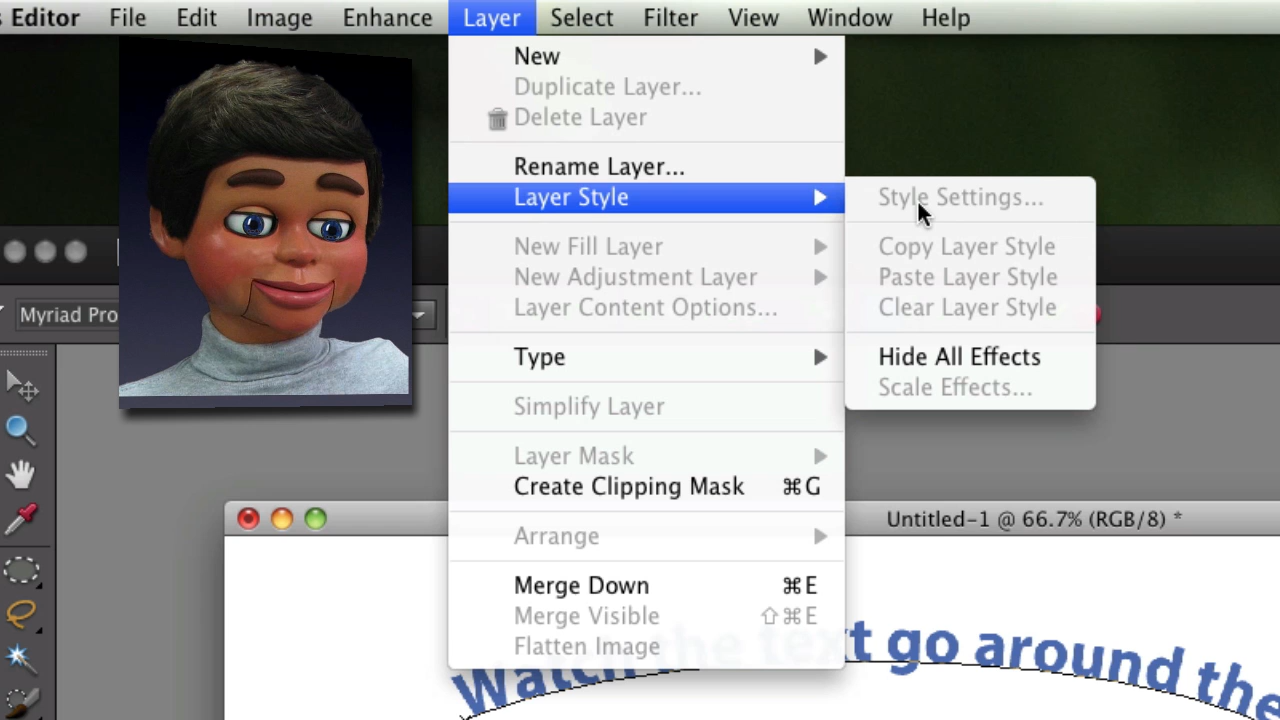 s Editor File Edit Image Enhance Layer Select Filter View Window Help
New
Duplicate Layer...
Delete Layer
Rename Layer...
Layer Style
Style Settings...
New Fill Layer
Copy Layer Style
New Adjustment Layer
Paste Layer Style
Layer Content Options...
Clear Layer Style
Myriad Pro
Type
Hide All Effects
Scale Effects...
Simplify Layer
Layer Mask
Create Clipping Mask ⌘G
Untitled-1 @ 66.7% (RGB/8) *
Arrange
Merge Down ⌘E
Merge Visible ⇧⌘E
Flatten Image
Watch the text go around the